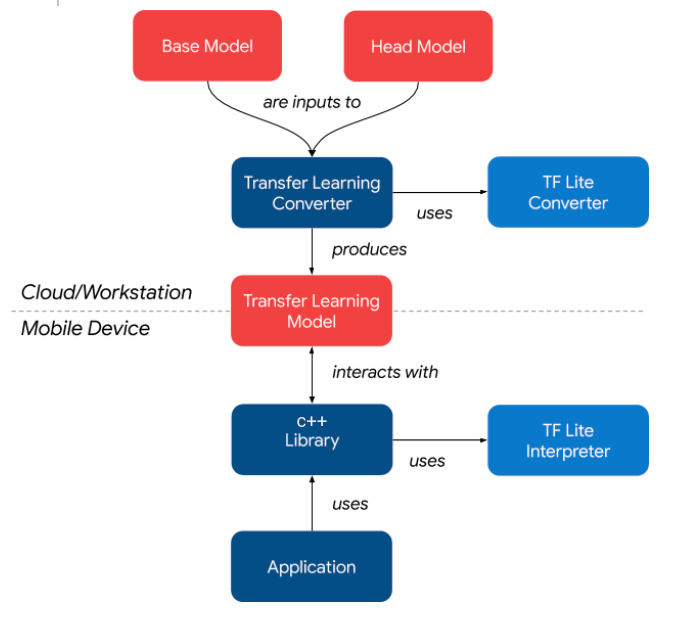 Base Model
Head Model
are inputs to
Transfer Learning
Converter
uses
TF Lite
Converter
produces
Cloud/Workstation
Transfer Learning
Model
Mobile Device
interacts with
c++
Library
uses
TF Lite
Interpreter
uses
Application